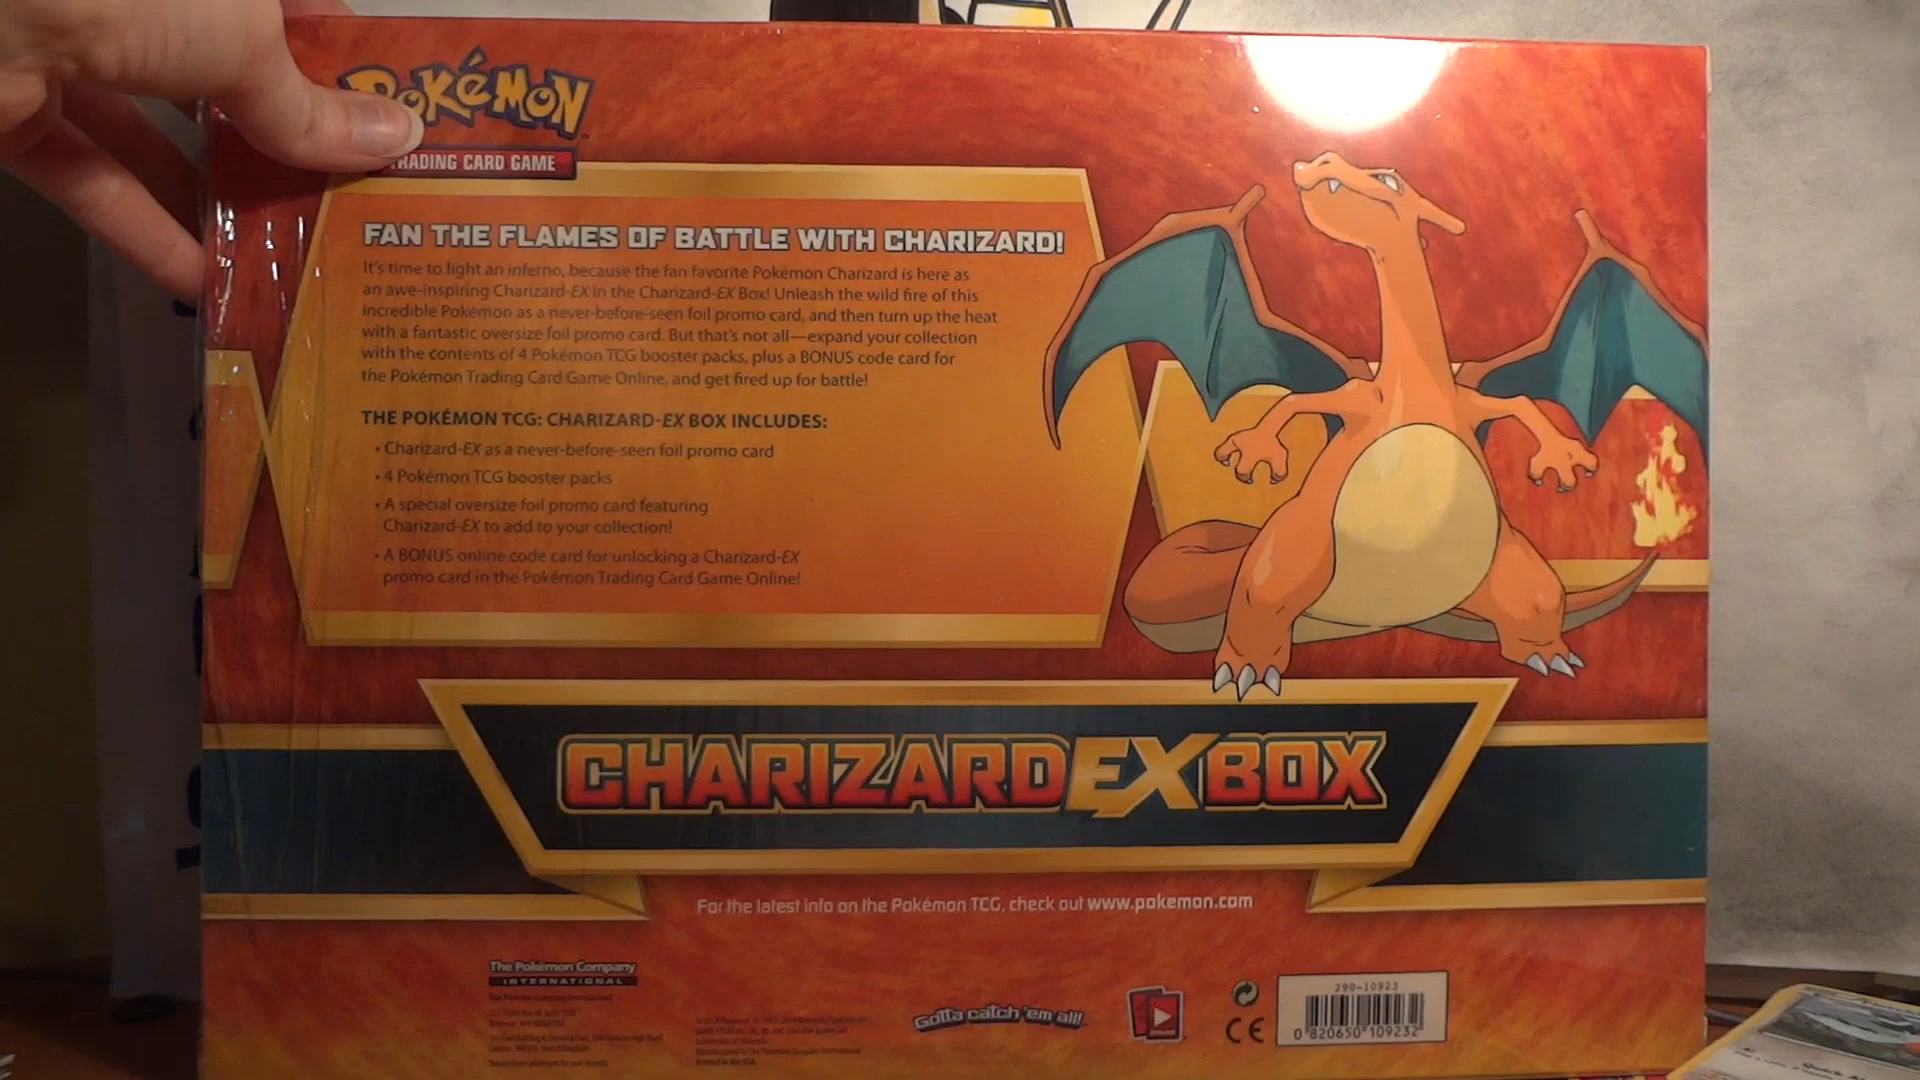 POKéMON
TRADING CARD GAME
FAN THE FLAMES OF BATTLE WITH CHARIZARD!
It's time to light an inferno, because the fan favorite Pokémon Charizard is here as
an awe-inspiring Charizard-EX in the Charizard-EX Box! Unleash the wild fire of this
incredible Pokémon as a never-before-seen foil promo card, and then turn up the heat
with a fantastic oversize foil promo card. But that's not all—expand your collection
with the contents of 4 Pokémon TCG booster packs, plus a BONUS code card for
the Pokémon Trading Card Game Online, and get fired up for battle!
THE POKÉMON TCG: CHARIZARD-EX BOX INCLUDES:
• Charizard-EX as a never-before-seen foil promo card
• 4 Pokémon TCG booster packs
• A special oversize foil promo card featuring
Charizard-EX to add to your collection!
• A BONUS online code card for unlocking a Charizard-EX
promo card in the Pokémon Trading Card Game Online!
CHARIZARD EX BOX
For the latest info on the Pokémon TCG, check out www.pokemon.com
The Pokémon Company
INTERNATIONAL
Gotta catch 'em all!
CE
290-10923
0 820650 109232